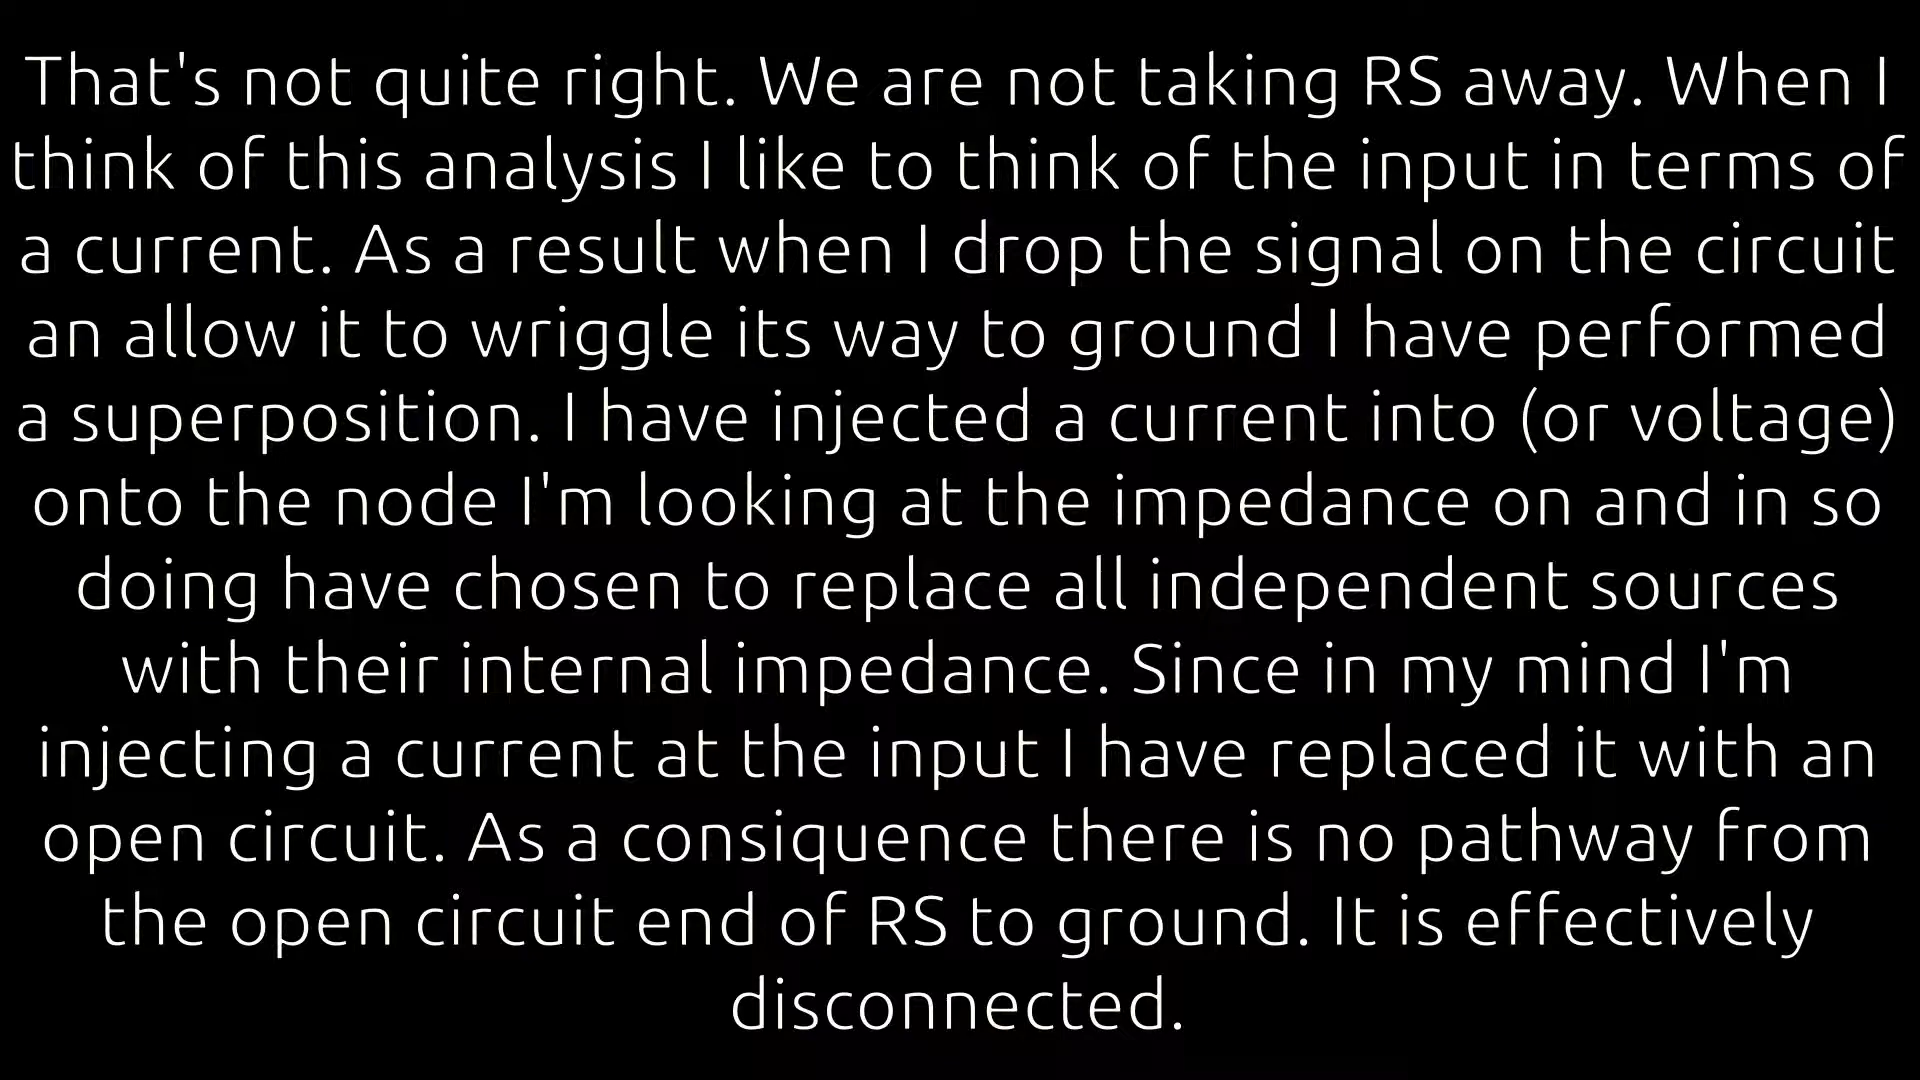 That's not quite right. We are not taking RS away. When I
think of this analysis I like to think of the input in terms of
a current. As a result when I drop the signal on the circuit
an allow it to wriggle its way to ground I have performed
a superposition. I have injected a current into (or voltage)
onto the node I'm looking at the impedance on and in so
doing have chosen to replace all independent sources
with their internal impedance. Since in my mind I'm
injecting a current at the input I have replaced it with an
open circuit. As a consiquence there is no pathway from
the open circuit end of RS to ground. It is effectively
disconnected.